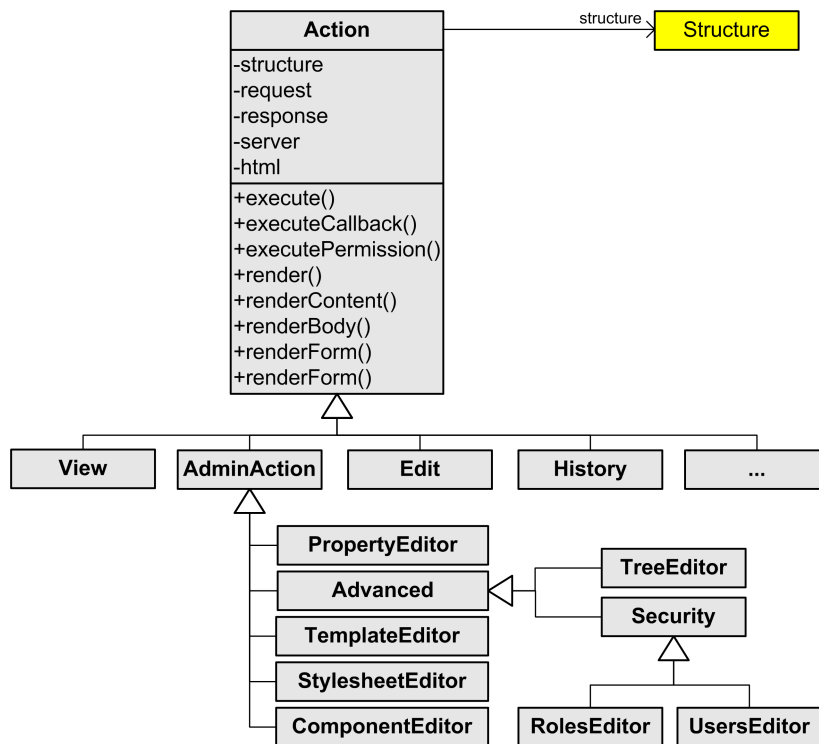 Action
structure
Structure
-structure
-request
-response
-server
-html
+execute()
+executeCallback()
+executePermission()
+render()
+renderContent()
+renderBody()
+renderForm()
+renderForm()
View
AdminAction
Edit
History
...
PropertyEditor
Advanced
TemplateEditor
StylesheetEditor
ComponentEditor
TreeEditor
Security
RolesEditor
UsersEditor